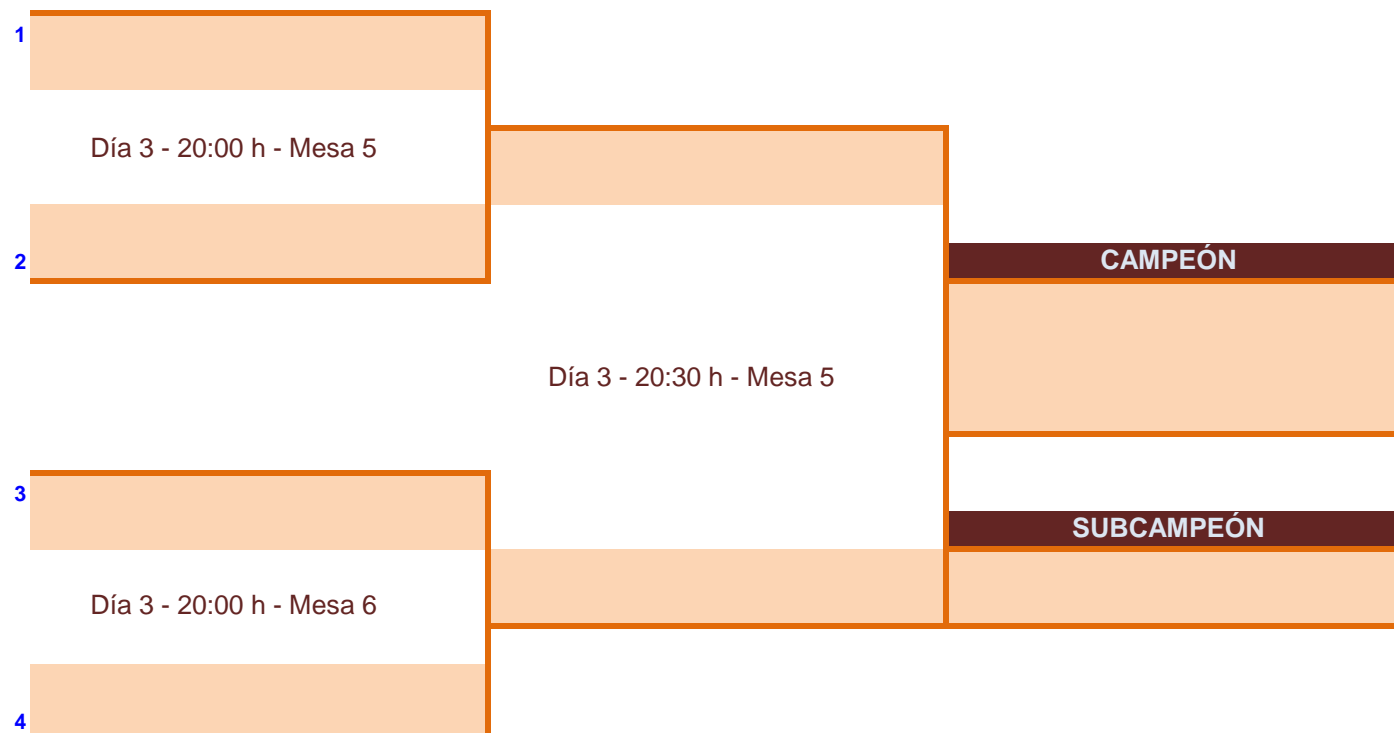 1
Día 3 - 20:00 h - Mesa 5
2
CAMPEÓN
Día 3 - 20:30 h - Mesa 5
3
SUBCAMPEÓN
Día 3 - 20:00 h - Mesa 6
4